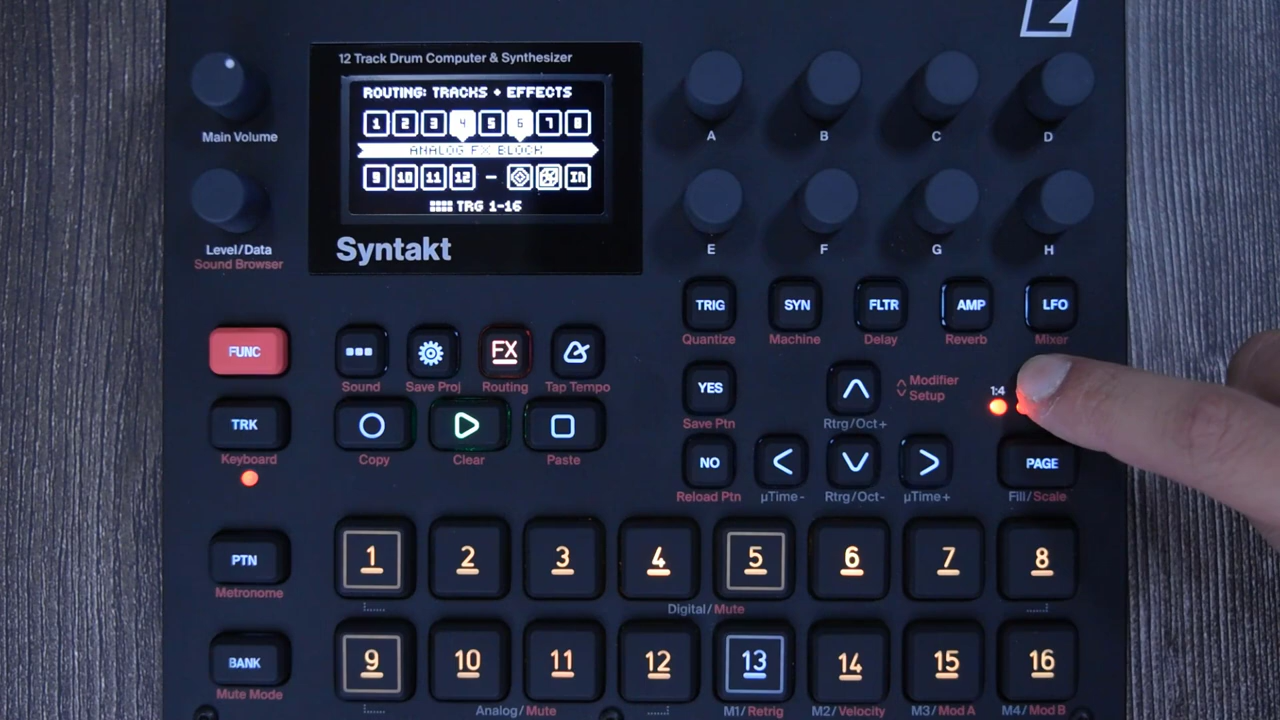 12 Track Drum Computer & Synthesizer
ROUTING: TRACKS + EFFECTS
1 2 3 4 5 6 7 8
ANALOG FX BLOCK
9 10 11 12 - IN
TRG 1-16
Syntakt
Main Volume
Level/Data
Sound Browser
A B C D
E F G H
TRIG SYN FLTR AMP LFO
Quantize Machine Delay Reverb Mixer
FUNC
FX
Sound Save Proj Routing Tap Tempo
YES
Modifier
Setup
1:4
Save Ptn Rtrg/Oct+
TRK
Keyboard
Copy Clear Paste
NO PAGE
Reload Ptn µTime- Rtrg/Oct- µTime+ Fill/Scale
PTN
Metronome
1 2 3 4 5 6 7 8
Digital/Mute
BANK
Mute Mode
9 10 11 12 13 14 15 16
Analog/Mute M1/Retrig M2/Velocity M3/Mod A M4/Mod B